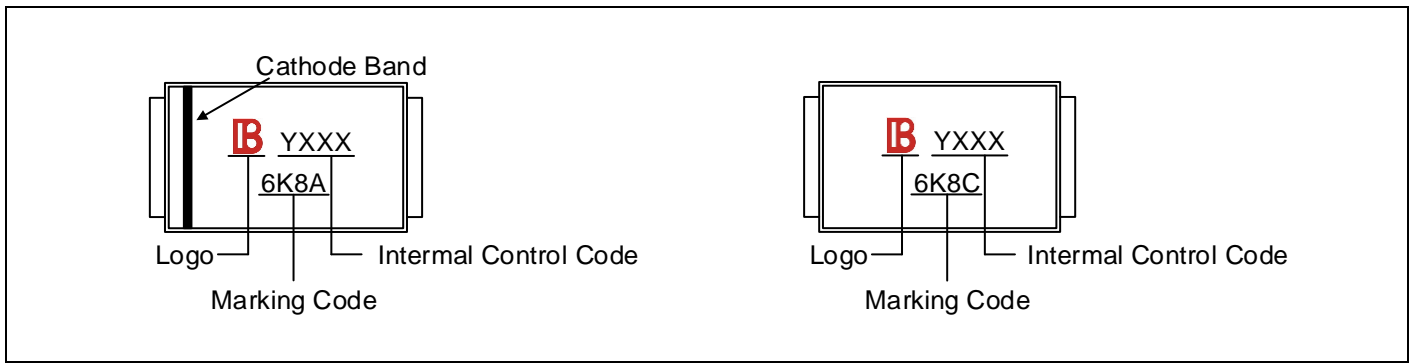 Cathode Band
B YXXX
6K8A
Logo
Intermal Control Code
Marking Code
B YXXX
6K8C
Logo
Intermal Control Code
Marking Code